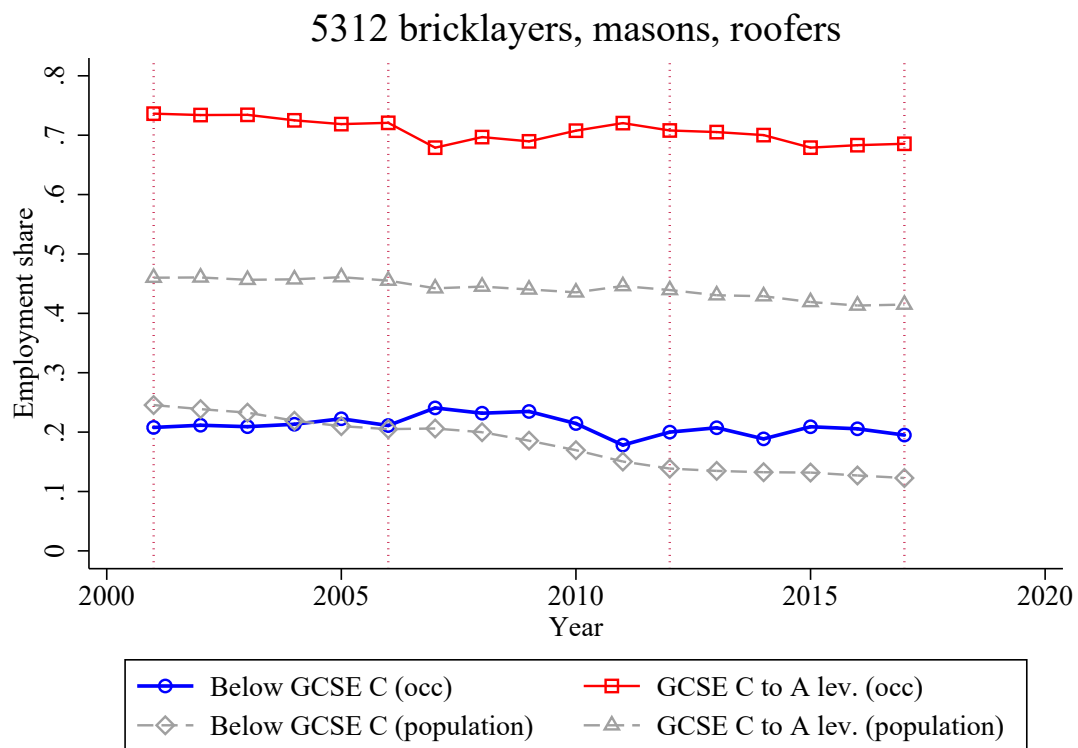 5312 bricklayers, masons, roofers
Employment share
.8
.7
.6
.5
.4
.3
.2
.1
0
2000 2005 2010 2015 2020
Year
Below GCSE C (occ) GCSE C to A lev. (occ)
Below GCSE C (population) GCSE C to A lev. (population)